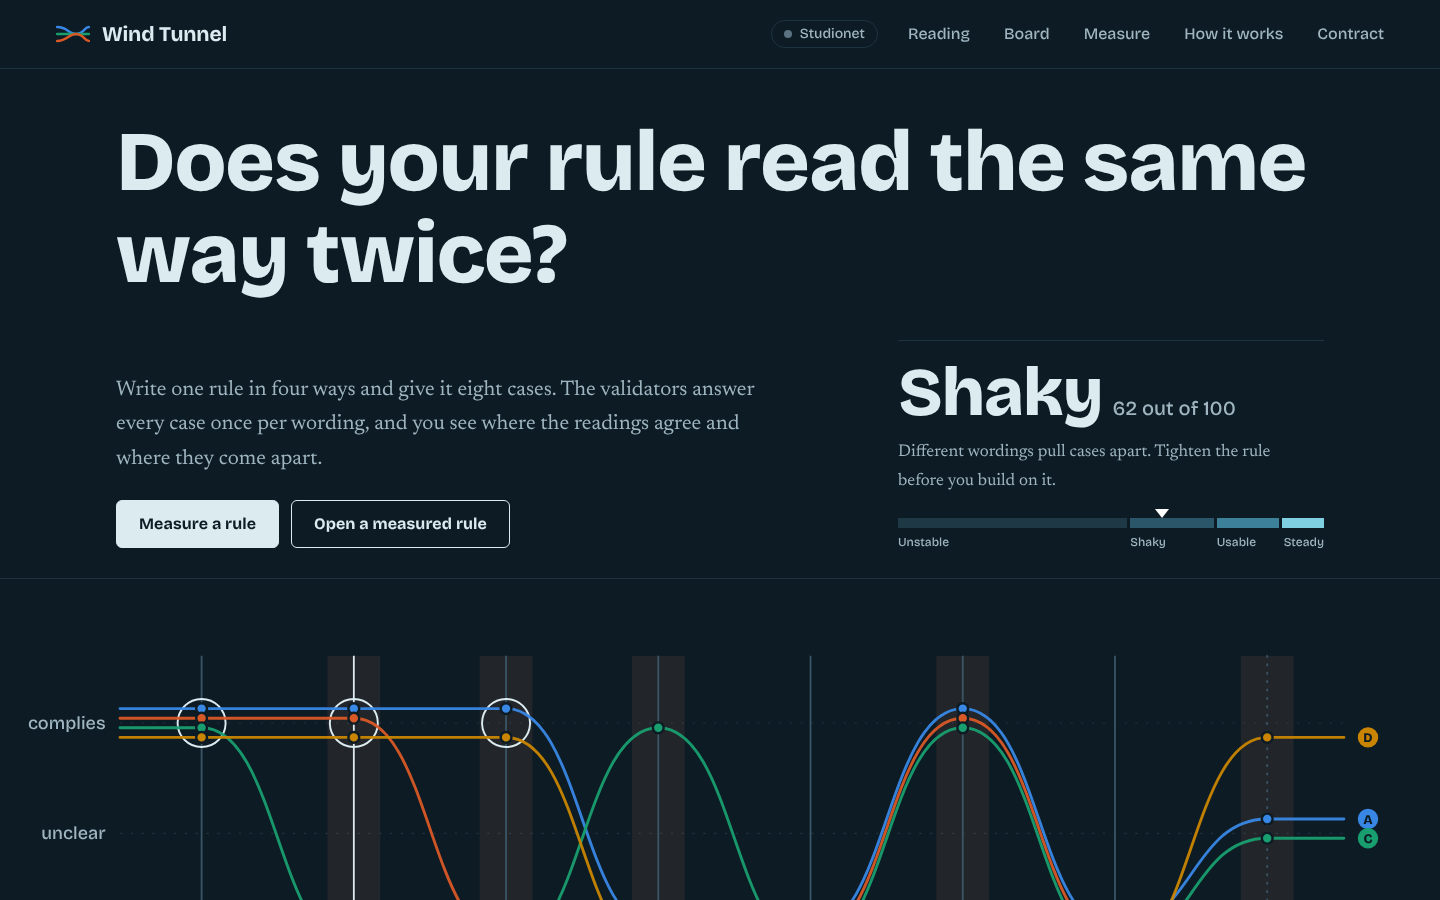 Wind Tunnel
Studionet
Reading
Board
Measure
How it works
Contract
Does your rule read the same
way twice?
Write one rule in four ways and give it eight cases. The validators answer
every case once per wording, and you see where the readings agree and
where they come apart.
Measure a rule
Open a measured rule
Shaky 62 out of 100
Different wordings pull cases apart. Tighten the rule
before you build on it.
Unstable
Shaky
Usable
Steady
complies
unclear
D
A
C